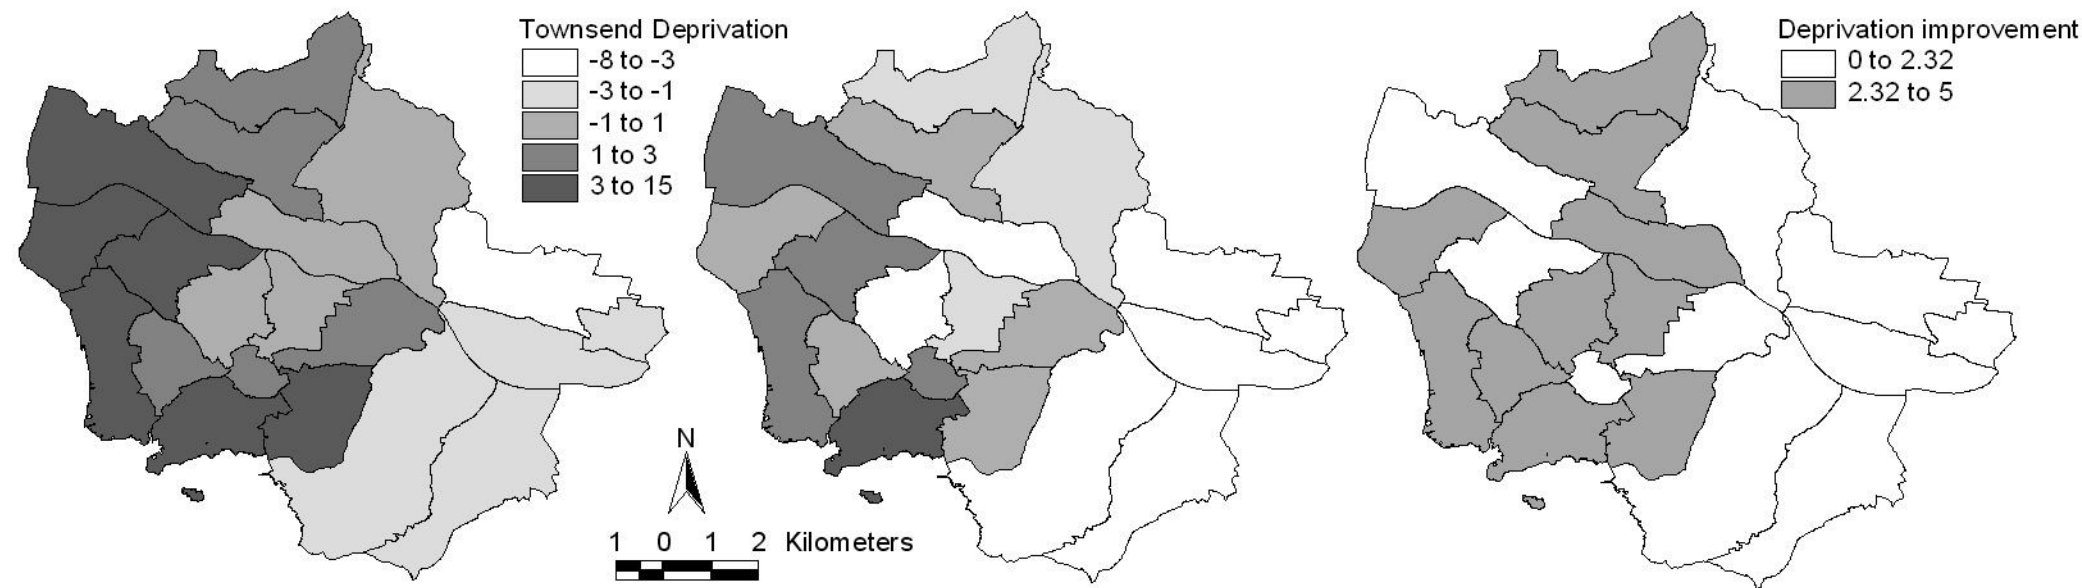 Townsend Deprivation
-8 to -3
-3 to -1
-1 to 1
1 to 3
3 to 15
Deprivation improvement
0 to 2.32
2.32 to 5
N
1 0 1 2 Kilometers